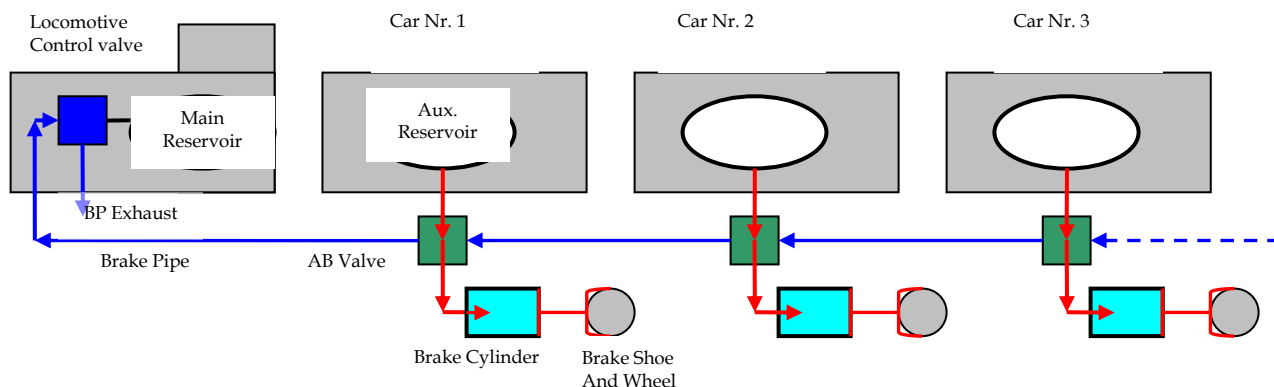 Locomotive
Control valve
Car Nr. 1
Car Nr. 2
Car Nr. 3
Main
Reservoir
Aux.
Reservoir
BP Exhaust
Brake Pipe
AB Valve
Brake Cylinder
Brake Shoe
And Wheel